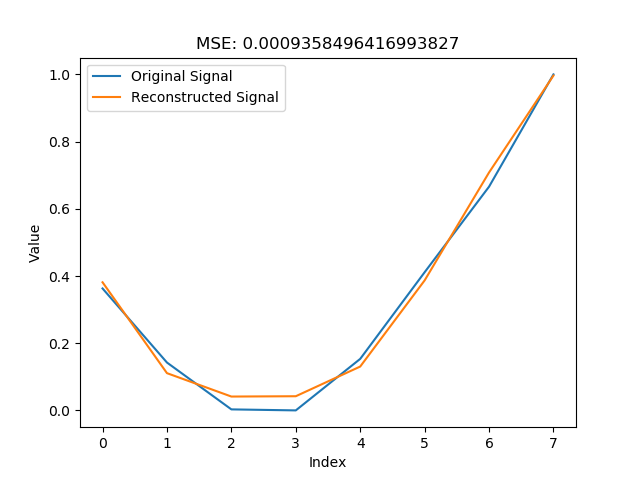 MSE: 0.0009358496416993827
Original Signal
Reconstructed Signal
1.0
0.8
0.6
0.4
0.2
0.0
Value
0 1 2 3 4 5 6 7
Index